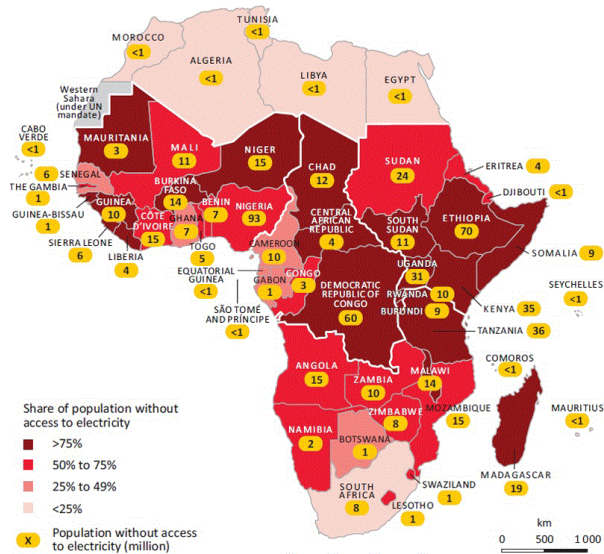 TUNISIA
<1
MOROCCO
<1
ALGERIA
<1
LIBYA
<1
EGYPT
<1
Western
Sahara
(under UN
mandate)
CABO
VERDE
<1
MAURITANIA
3
MALI
11
NIGER
15
CHAD
12
SUDAN
24
ERITREA 4
DJIBOUTI <1
6 SENEGAL
THE GAMBIA
1
GUINEA-BISSAU
1
GUINEA
10
SIERRA LEONE
6
LIBERIA
4
CÔTE
D'IVOIRE
15
BURKINA
FASO
14
GHANA
7
TOGO
5
BENIN
7
NIGERIA
93
CAMEROON
10
CENTRAL
AFRICAN
REPUBLIC
4
SOUTH
SUDAN
11
ETHIOPIA
70
SOMALIA 9
EQUATORIAL
GUINEA
<1
GABON
1
CONGO
3
SÃO TOMÉ
AND PRÍNCIPE
<1
DEMOCRATIC
REPUBLIC OF
CONGO
60
UGANDA
31
RWANDA 10
BURUNDI 9
KENYA 35
TANZANIA 36
SEYCHELLES
<1
COMOROS
<1
ANGOLA
15
ZAMBIA
10
MALAWI
14
MOZAMBIQUE
15
ZIMBABWE
8
NAMIBIA
2
BOTSWANA
1
MAURITIUS
<1
MADAGASCAR
19
SOUTH
AFRICA
8
SWAZILAND
1
LESOTHO
1
Share of population without
access to electricity
>75%
50% to 75%
25% to 49%
<25%
X Population without access
to electricity (million)
km
0 500 1 000